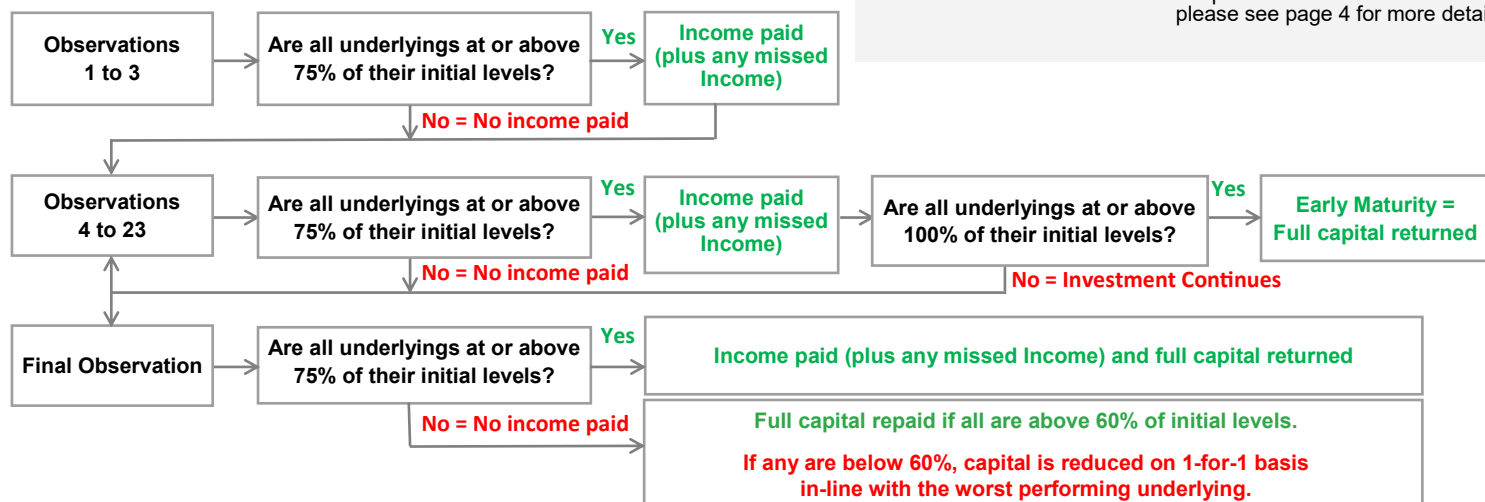 please see page 4 for more detai
Observations
1 to 3
Are all underlyings at or above
75% of their initial levels?
Yes
Income paid
(plus any missed
Income)
No = No income paid
Observations
4 to 23
Are all underlyings at or above
75% of their initial levels?
Yes
Income paid
(plus any missed
Income)
Are all underlyings at or above
100% of their initial levels?
Yes
Early Maturity =
Full capital returned
No = No income paid
No = Investment Continues
Final Observation
Are all underlyings at or above
75% of their initial levels?
Yes
Income paid (plus any missed Income) and full capital returned
No = No income paid
Full capital repaid if all are above 60% of initial levels.
If any are below 60%, capital is reduced on 1-for-1 basis
in-line with the worst performing underlying.